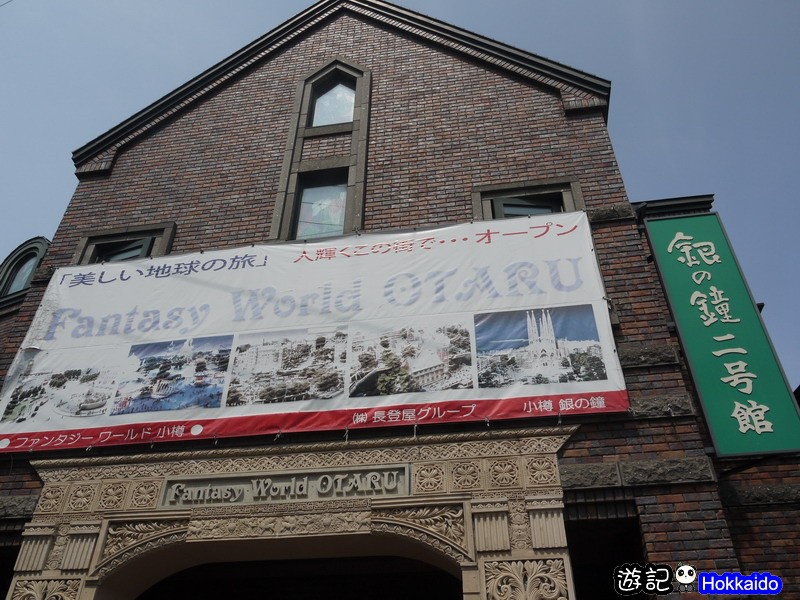 「美しい地球の旅」 人輝くこの街で・・・オープン
Fantasy World OTARU
● ファンタジー ワールド 小樽 ● ㈱ 長登屋グループ 小樽 銀の鐘
銀の鐘二号館
Fantasy World OTARU
游記 Hokkaido